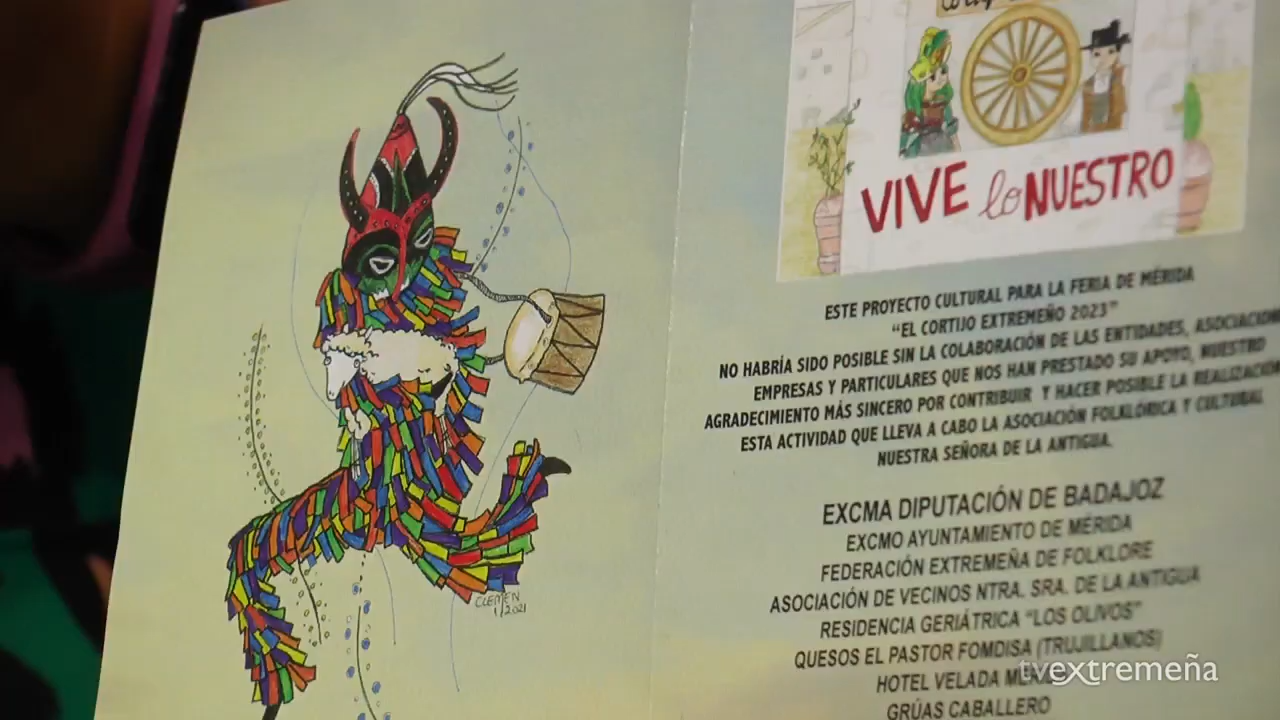 CLEMEN
1/2021
VIVE lo NUESTRO
ESTE PROYECTO CULTURAL PARA LA FERIA DE MÉRIDA
"EL CORTIJO EXTREMEÑO 2023"
NO HABRÍA SIDO POSIBLE SIN LA COLABORACIÓN DE LAS ENTIDADES, ASOCIACION
EMPRESAS Y PARTICULARES QUE NOS HAN PRESTADO SU APOYO, NUESTRO
AGRADECIMIENTO MÁS SINCERO POR CONTRIBUIR Y HACER POSIBLE LA REALIZACIÓN
ESTA ACTIVIDAD QUE LLEVA A CABO LA ASOCIACIÓN FOLKLÓRICA Y CULTURAL
NUESTRA SEÑORA DE LA ANTIGUA.
EXCMA DIPUTACIÓN DE BADAJOZ
EXCMO AYUNTAMIENTO DE MÉRIDA
FEDERACIÓN EXTREMEÑA DE FOLKLORE
ASOCIACIÓN DE VECINOS NTRA. SRA. DE LA ANTIGUA
RESIDENCIA GERIÁTRICA "LOS OLIVOS"
QUESOS EL PASTOR FOMDISA (TRUJILLANOS)
HOTEL VELADA
GRÚAS CABALLERO
tvextremeña